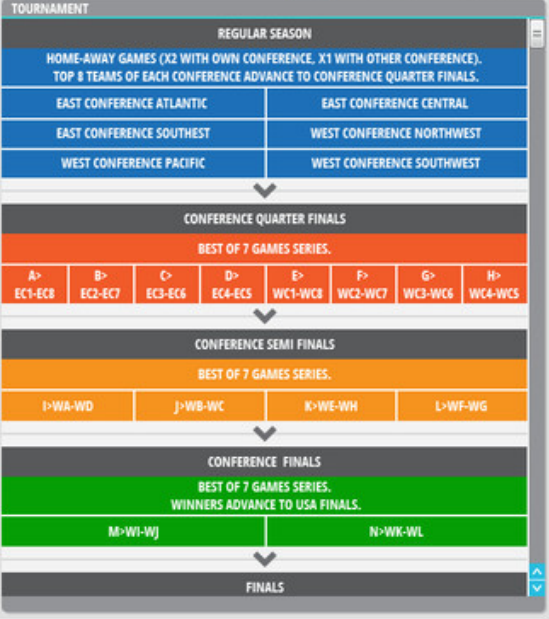 TOURNAMENT
REGULAR SEASON
HOME-AWAY GAMES (X2 WITH OWN CONFERENCE, X1 WITH OTHER CONFERENCE).
TOP 8 TEAMS OF EACH CONFERENCE ADVANCE TO CONFERENCE QUARTER FINALS.
EAST CONFERENCE ATLANTIC
EAST CONFERENCE CENTRAL
EAST CONFERENCE SOUTHEST
WEST CONFERENCE NORTHWEST
WEST CONFERENCE PACIFIC
WEST CONFERENCE SOUTHWEST
CONFERENCE QUARTER FINALS
BEST OF 7 GAMES SERIES.
A>
EC1-EC8
B>
EC2-EC7
C>
EC3-EC6
D>
EC4-EC5
E>
WC1-WC8
F>
WC2-WC7
G>
WC3-WC6
H>
WC4-WC5
CONFERENCE SEMI FINALS
BEST OF 7 GAMES SERIES.
I>WA-WD
J>WB-WC
K>WE-WH
L>WF-WG
CONFERENCE FINALS
BEST OF 7 GAMES SERIES.
WINNERS ADVANCE TO USA FINALS.
M>WI-WJ
N>WK-WL
FINALS